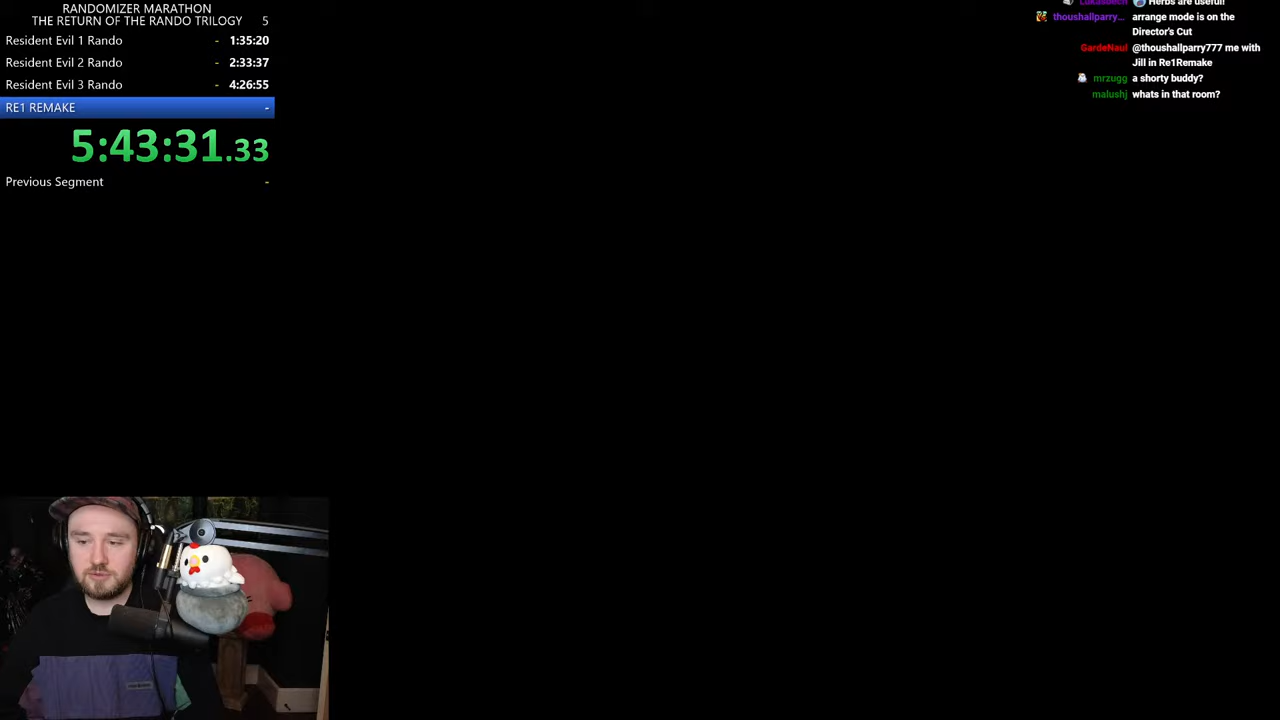 RANDOMIZER MARATHON
THE RETURN OF THE RANDO TRILOGY 5
Resident Evil 1 Rando - 1:35:20
Resident Evil 2 Rando - 2:33:37
Resident Evil 3 Rando - 4:26:55
RE1 REMAKE -
5:43:31.33
Previous Segment -
Herbs are useful!
thoushallparry... arrange mode is on the
Director's Cut
GardeNaul @thoushallparry777 me with
Jill in Re1Remake
mrzugg a shorty buddy?
malushj whats in that room?